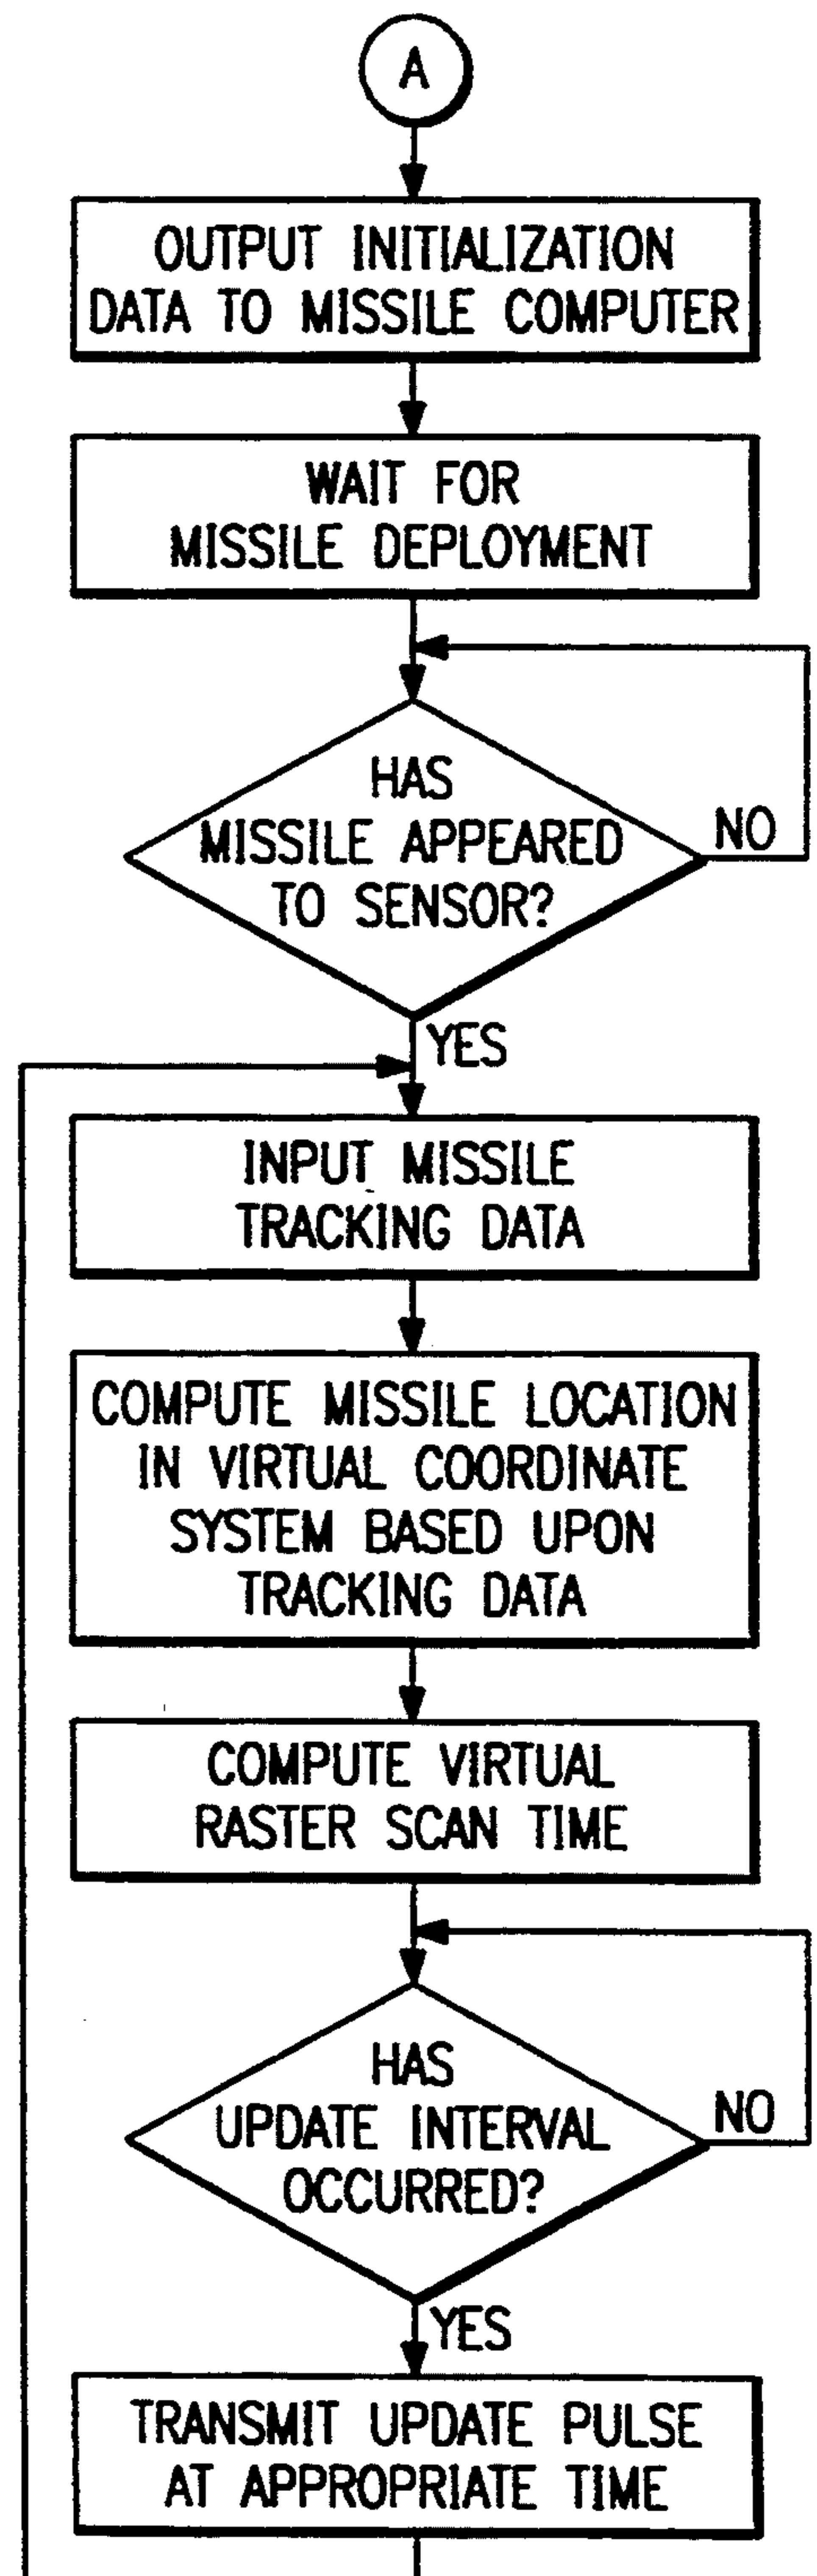 A
OUTPUT INITIALIZATION
DATA TO MISSILE COMPUTER
WAIT FOR
MISSILE DEPLOYMENT
HAS
MISSILE APPEARED
TO SENSOR?
NO
YES
INPUT MISSILE
TRACKING DATA
COMPUTE MISSILE LOCATION
IN VIRTUAL COORDINATE
SYSTEM BASED UPON
TRACKING DATA
COMPUTE VIRTUAL
RASTER SCAN TIME
HAS
UPDATE INTERVAL
OCCURRED?
NO
YES
TRANSMIT UPDATE PULSE
AT APPROPRIATE TIME